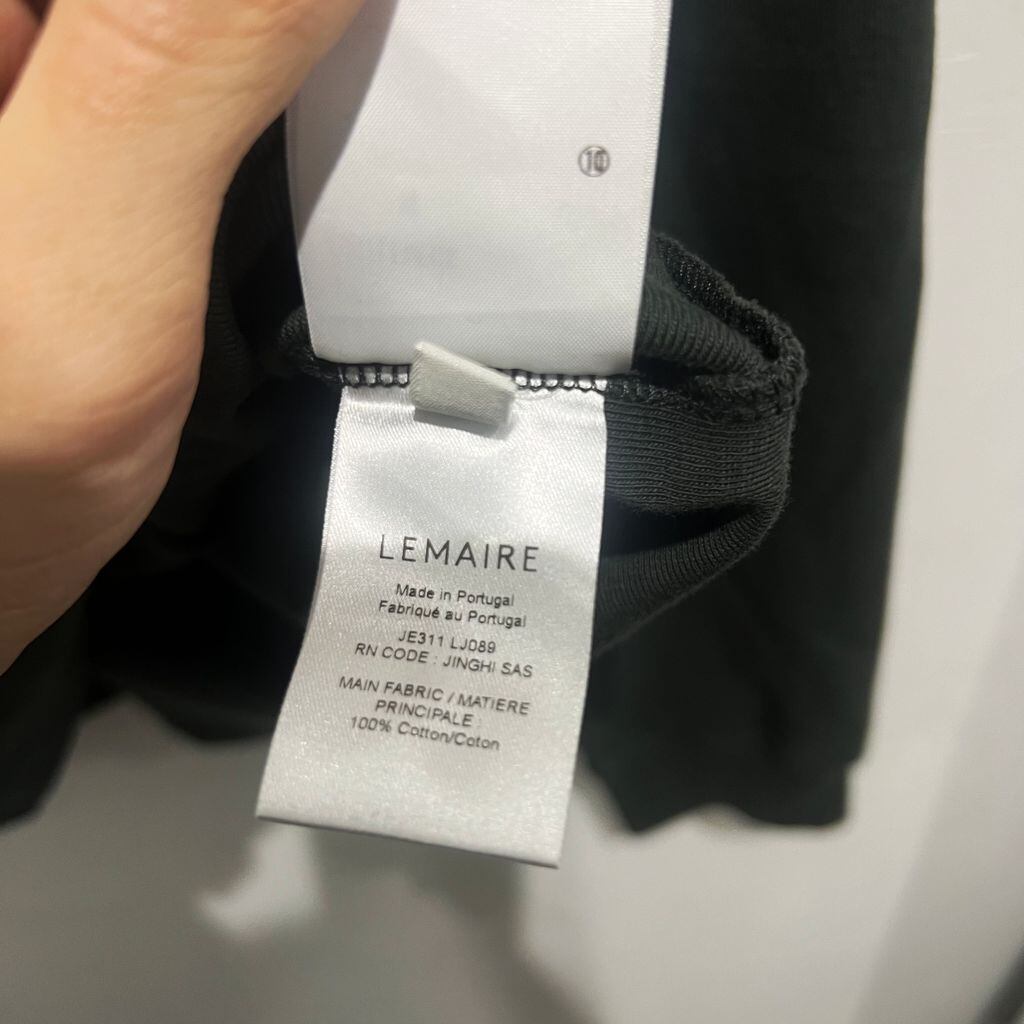 ⑩
LEMAIRE
Made in Portugal
Fabriqué au Portugal
JE311 LJ089
RN CODE : JINGHI SAS
MAIN FABRIC / MATIERE
PRINCIPALE :
100% Cotton/Coton